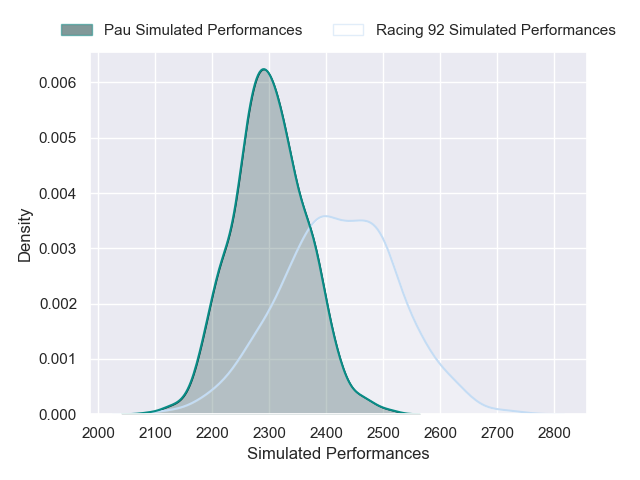 Pau Simulated Performances
Racing 92 Simulated Performances
0.006
0.005
0.004
0.003
0.002
0.001
0.000
Density
2000 2100 2200 2300 2400 2500 2600 2700 2800
Simulated Performances